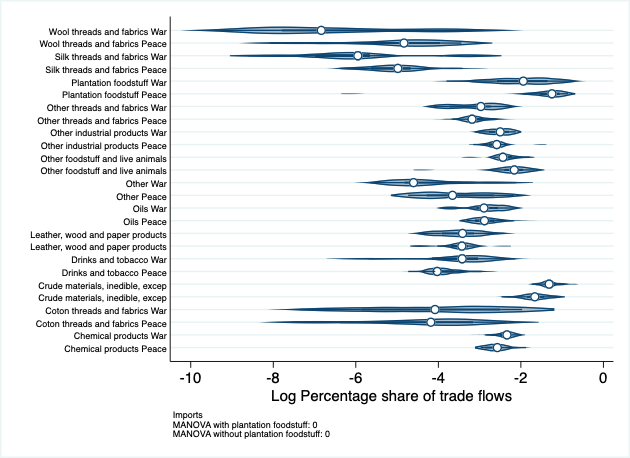 Wool threads and fabrics War
Wool threads and fabrics Peace
Silk threads and fabrics War
Silk threads and fabrics Peace
Plantation foodstuff War
Plantation foodstuff Peace
Other threads and fabrics War
Other threads and fabrics Peace
Other industrial products War
Other industrial products Peace
Other foodstuff and live animals
Other foodstuff and live animals
Other War
Other Peace
Oils War
Oils Peace
Leather, wood and paper products
Leather, wood and paper products
Drinks and tobacco War
Drinks and tobacco Peace
Crude materials, inedible, excep
Crude materials, inedible, excep
Coton threads and fabrics War
Coton threads and fabrics Peace
Chemical products War
Chemical products Peace
-10 -8 -6 -4 -2 0
Log Percentage share of trade flows
Imports
MANOVA with plantation foodstuff: 0
MANOVA without plantation foodstuff: 0